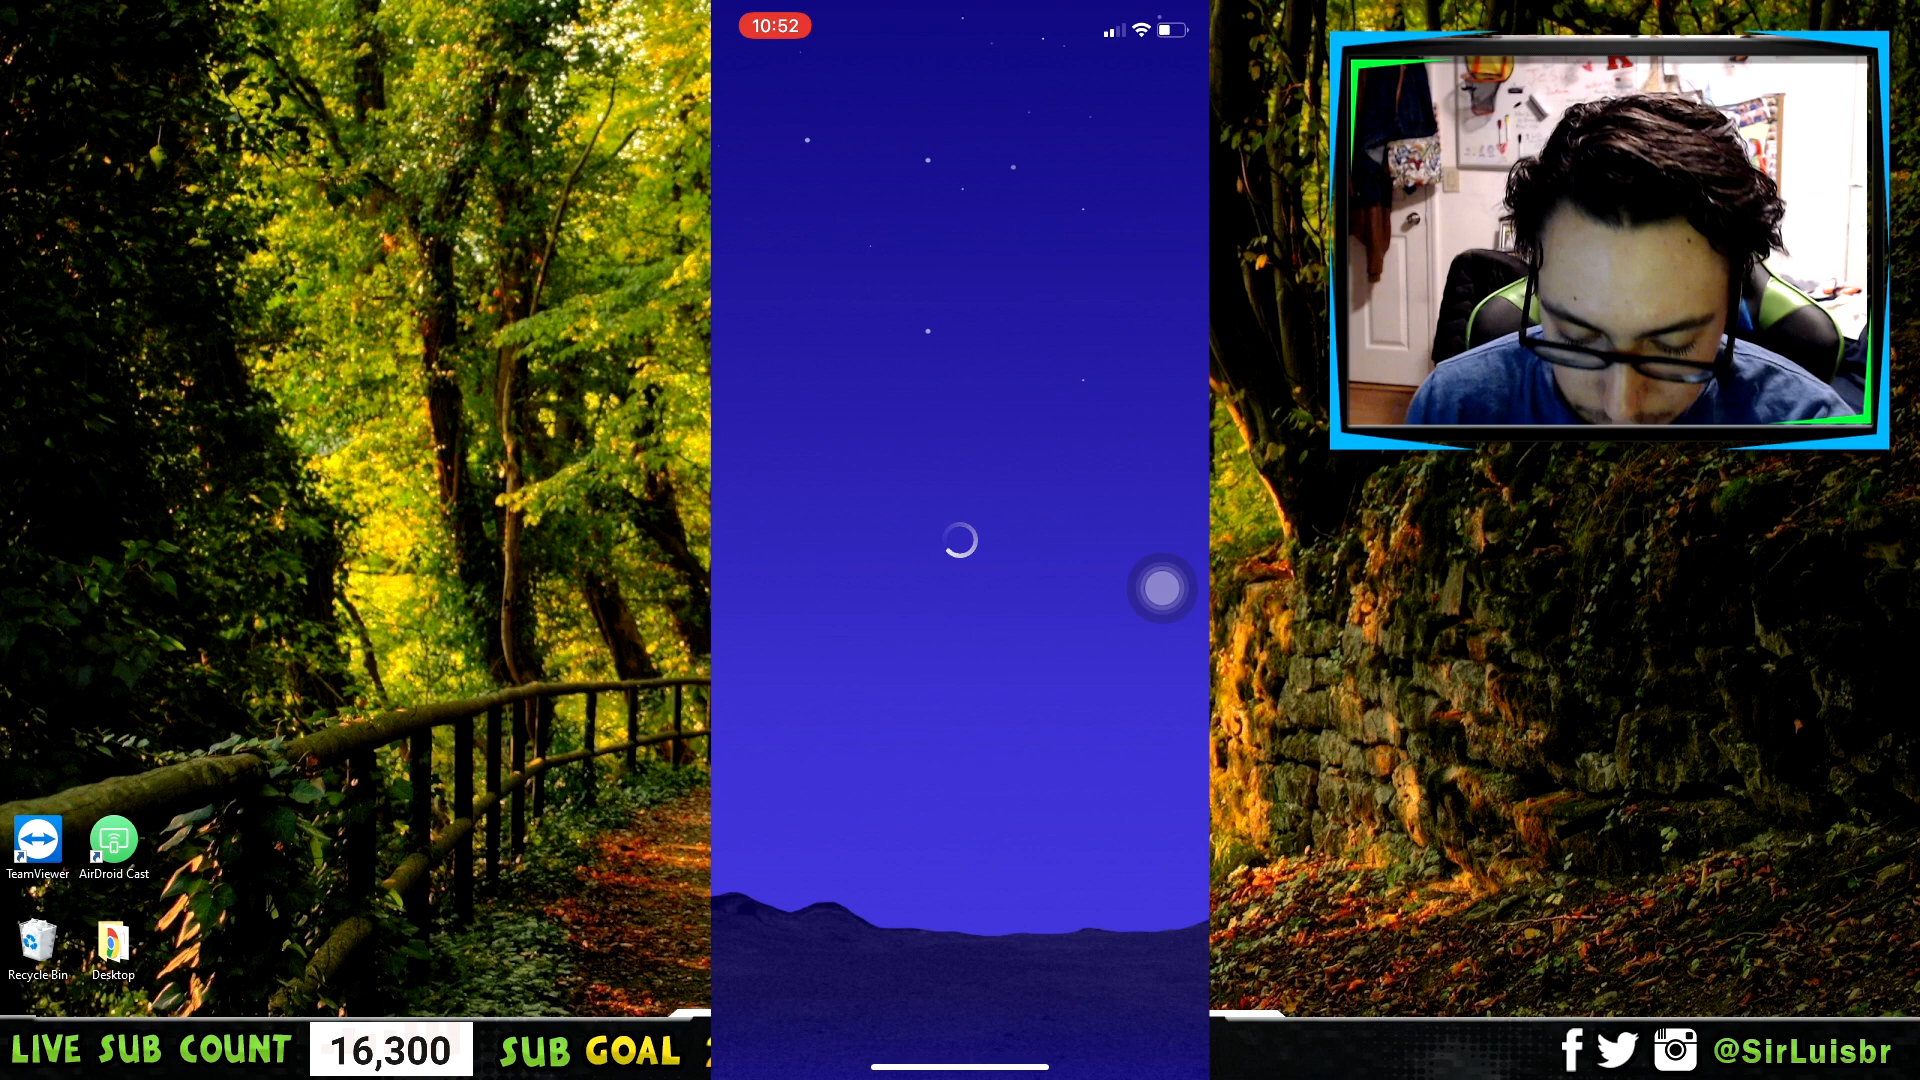 10:52
TeamViewer
AirDroid Cast
Recycle Bin
Desktop
LIVE SUB COUNT 16,300 SUB GOAL
@SirLuisbr